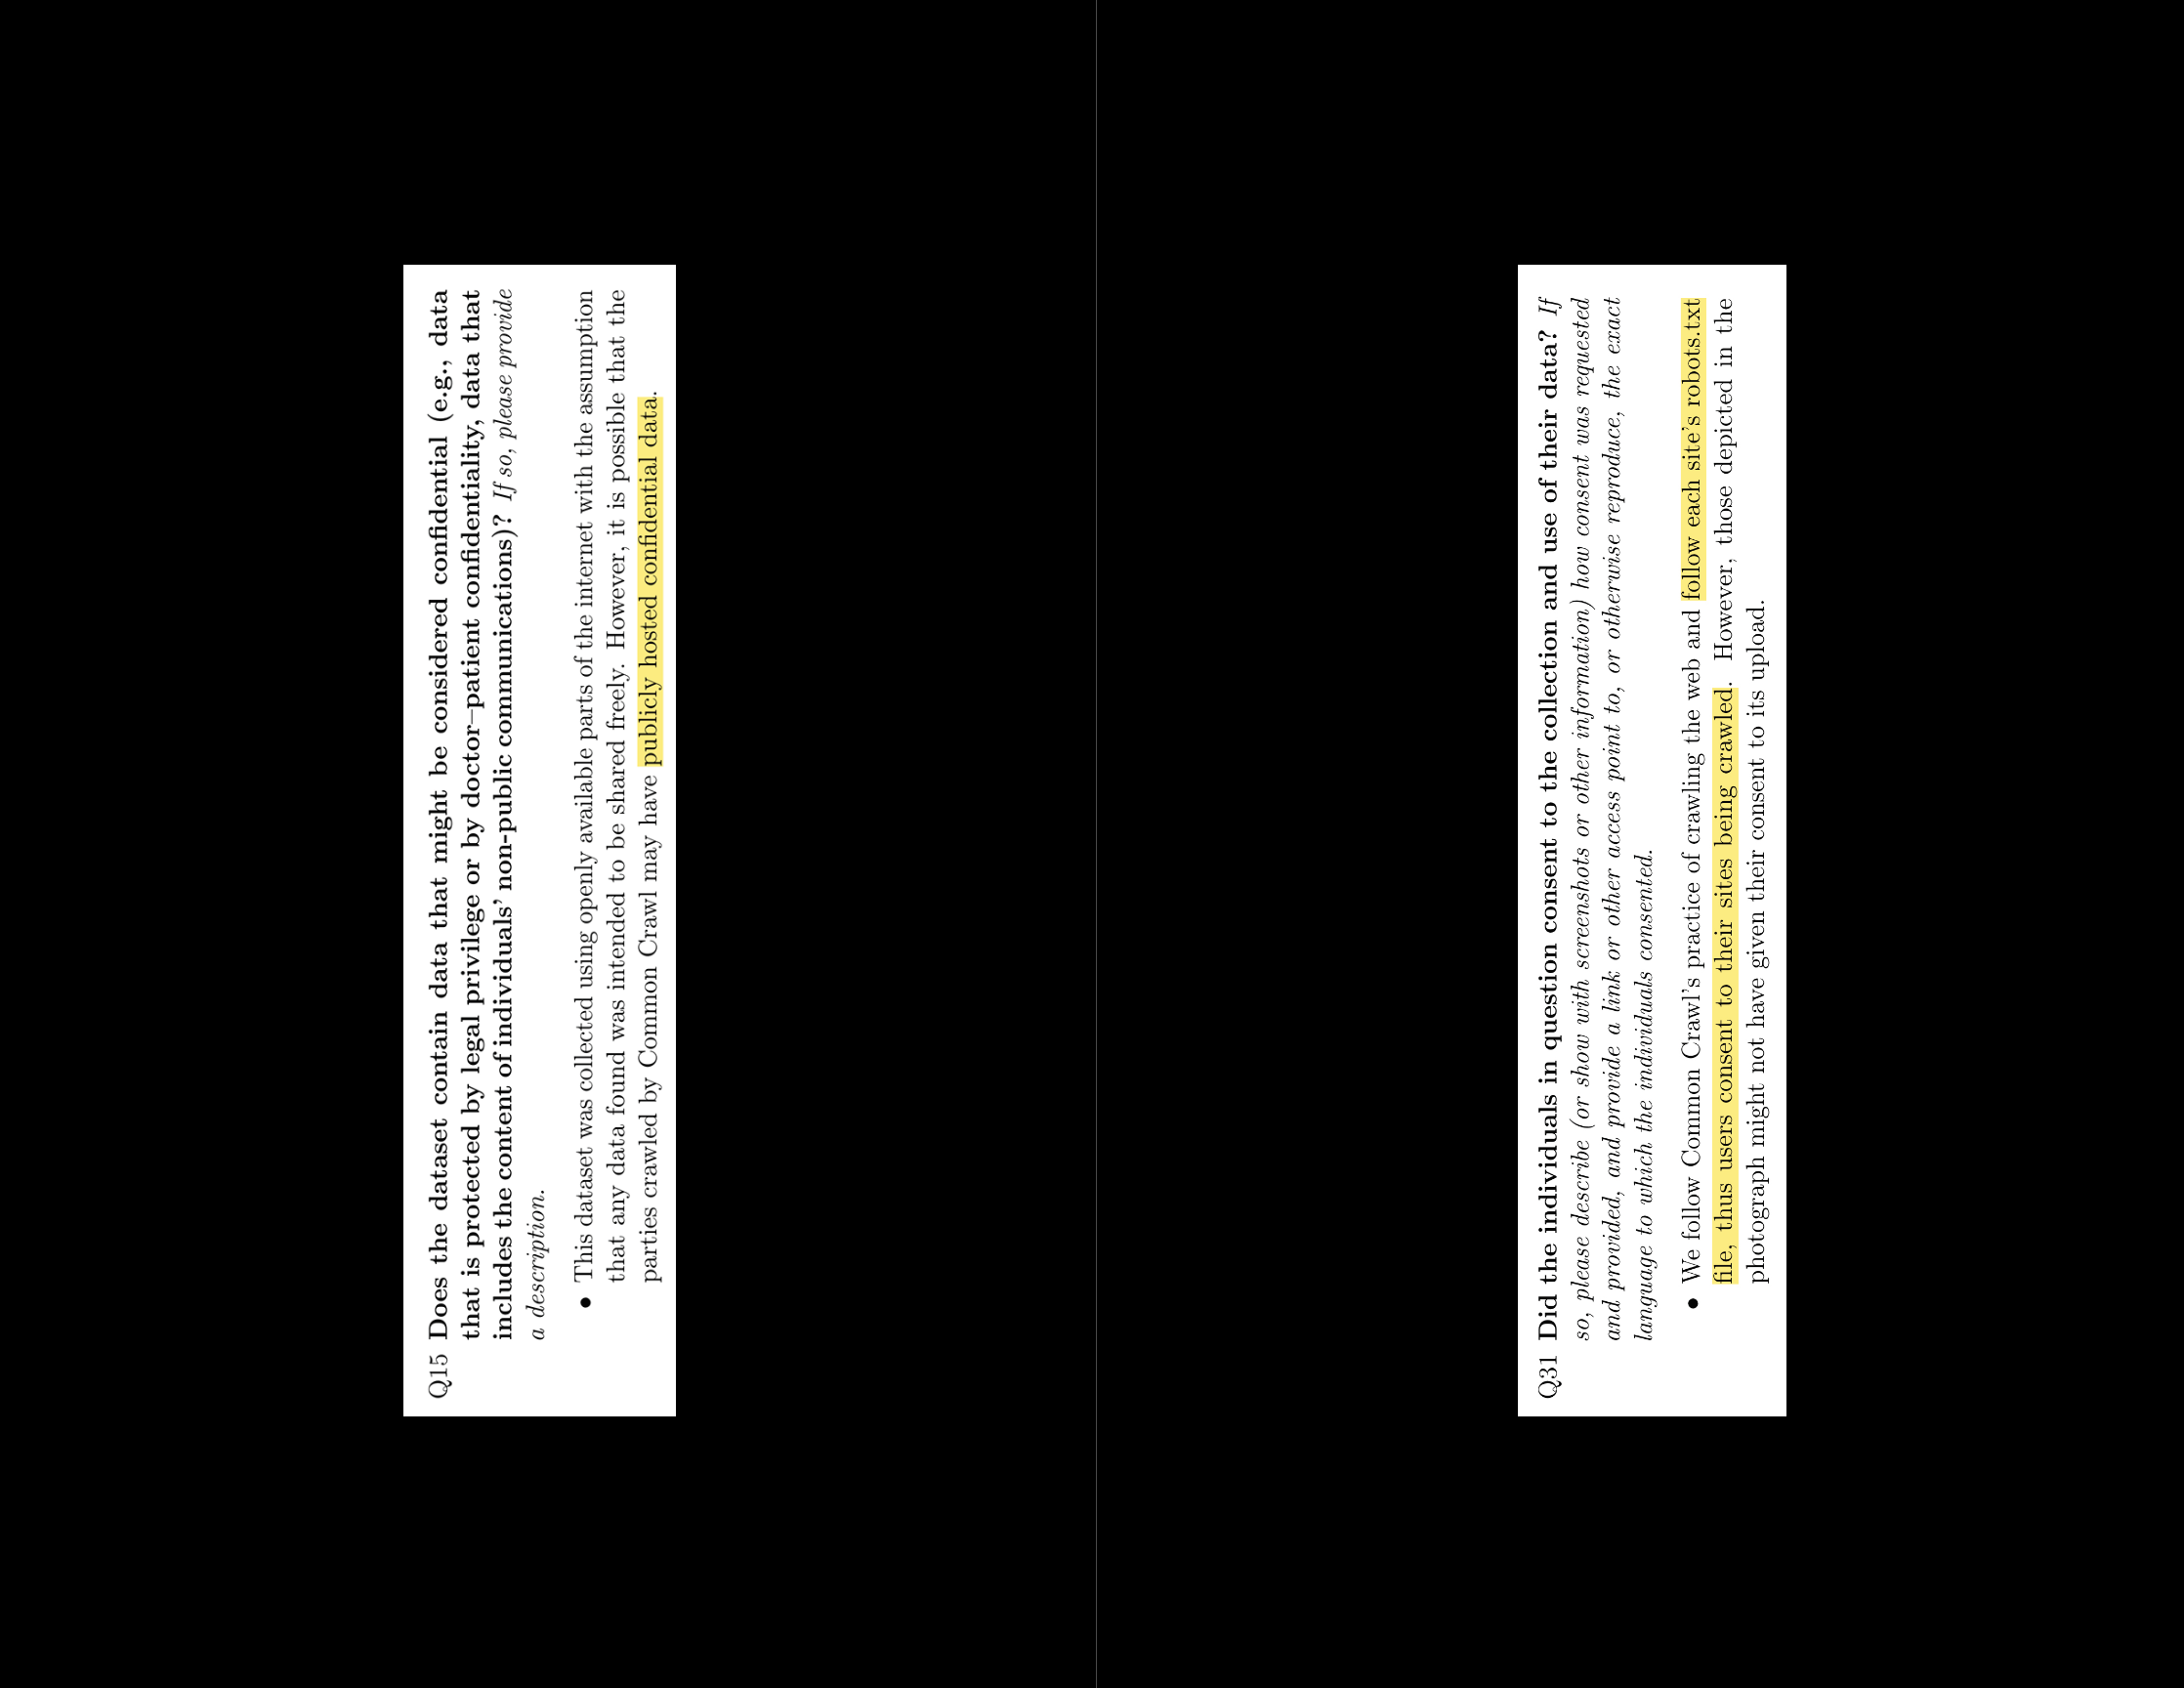 Q15 Does the dataset contain data that might be considered confidential (e.g., data
that is protected by legal privilege or by doctor–patient confidentiality, data that
includes the content of individuals’ non-public communications)? If so, please provide
a description.
• This dataset was collected using openly available parts of the internet with the assumption
that any data found was intended to be shared freely. However, it is possible that the
parties crawled by Common Crawl may have publicly hosted confidential data.
Q31 Did the individuals in question consent to the collection and use of their data? If
so, please describe (or show with screenshots or other information) how consent was requested
and provided, and provide a link or other access point to, or otherwise reproduce, the exact
language to which the individuals consented.
• We follow Common Crawl’s practice of crawling the web and follow each site’s robots.txt
file, thus users consent to their sites being crawled. However, those depicted in the
photograph might not have given their consent to its upload.